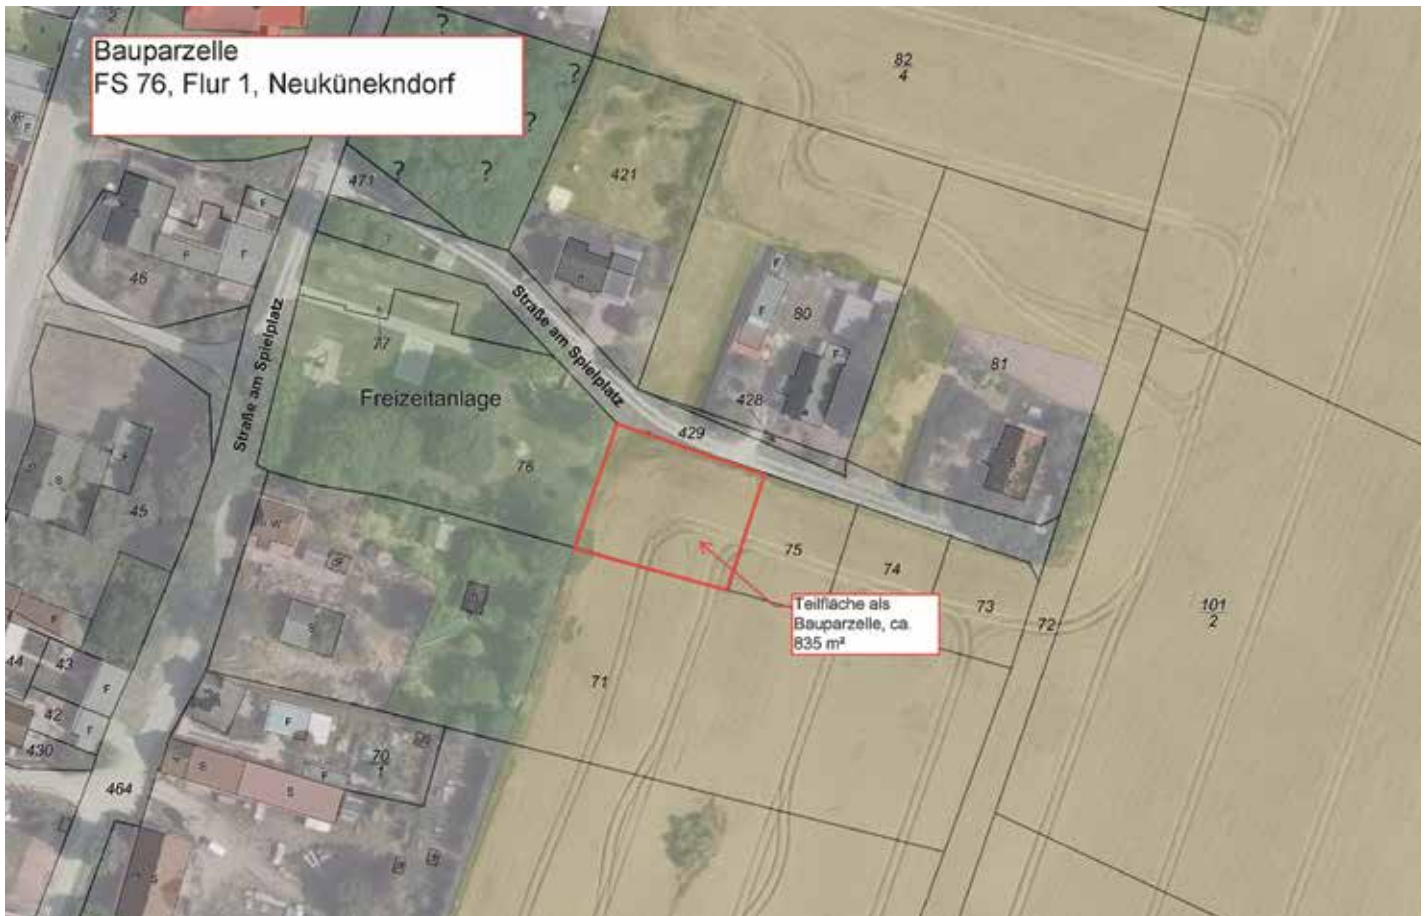 Bauparzelle
FS 76, Flur 1, Neukünekndorf
?
?
?
?
?
82
4
471
421
F
F
F
46
Straße am Spielplatz
Straße am Spielplatz
77
Freizeitanlage
F
F
F
80
81
428
429
76
45
S
W
S
75
74
73
72
101
2
Teilfläche als
Bauparzelle, ca.
835 m²
71
44
43
42
430
F
F
F
464
F
F
70
1
S
S
S